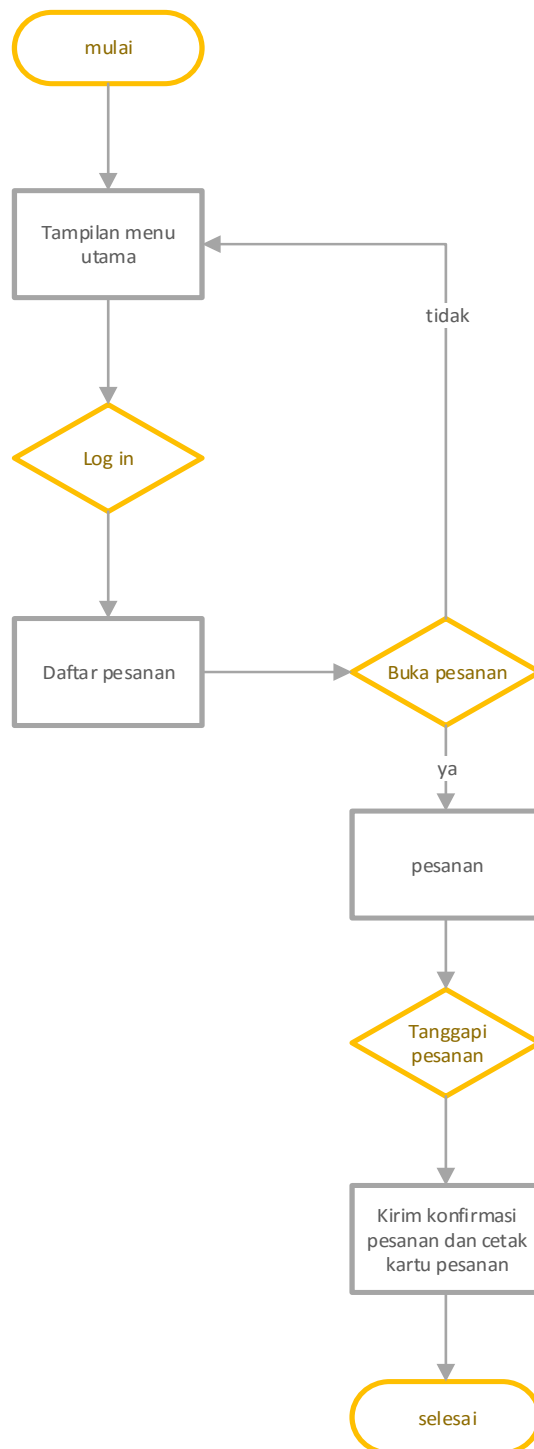 mulai
Tampilan menu
utama
tidak
Log in
Daftar pesanan
Buka pesanan
ya
pesanan
Tanggapi
pesanan
Kirim konfirmasi
pesanan dan cetak
kartu pesanan
selesai